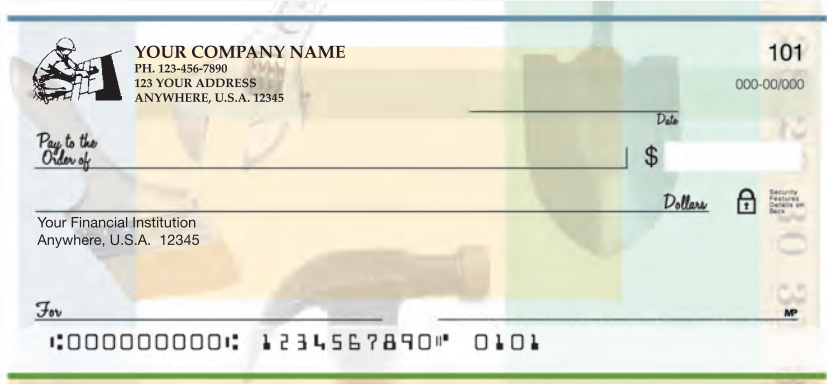 YOUR COMPANY NAME
PH. 123-456-7890
123 YOUR ADDRESS
ANYWHERE, U.S.A. 12345
101
000-00/000
Date
Pay to the
Order of
$
Dollars
Security
Features
Details on
Back
Your Financial Institution
Anywhere, U.S.A. 12345
For
MP
⑆000000000⑆ 1234567890⑈ 0101